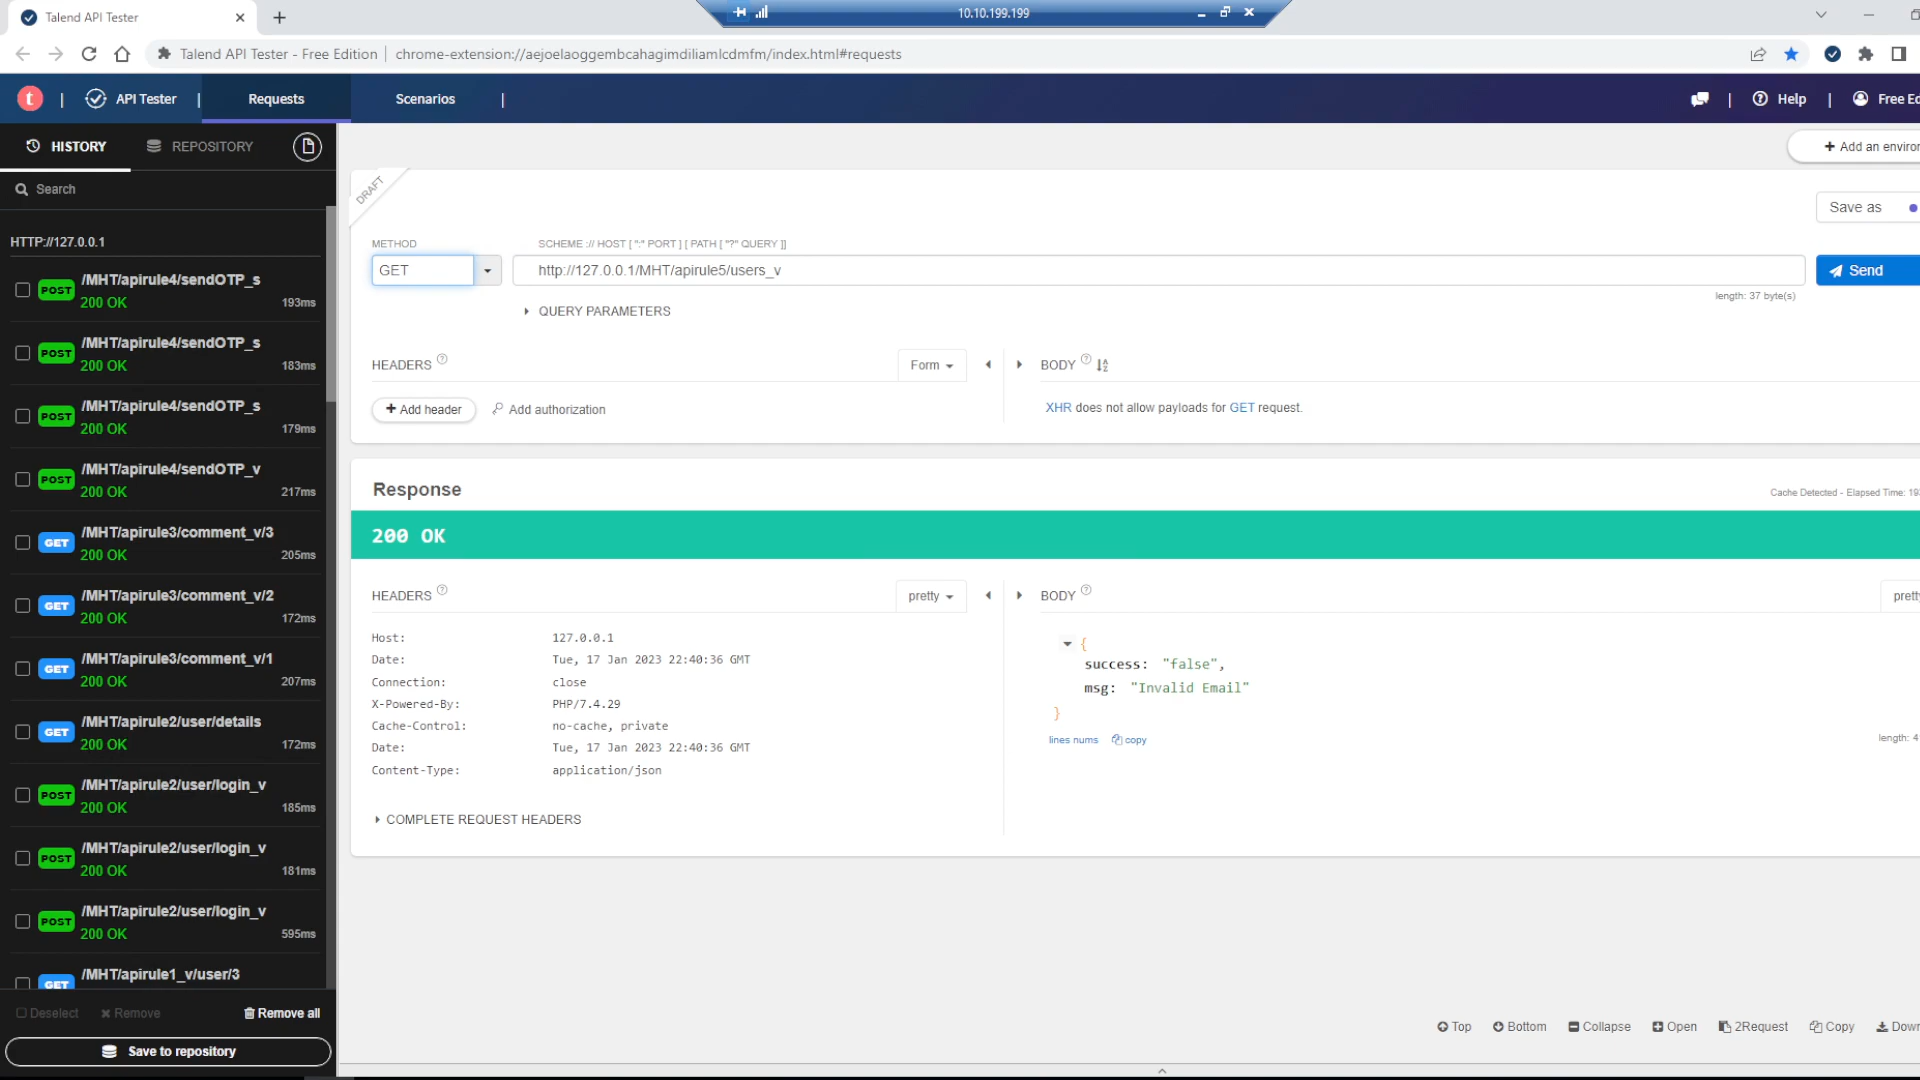 Talend API Tester
10.10.199.199
Talend API Tester - Free Edition | chrome-extension://aejoelaoggembcahagimdiliamlcdmfm/index.html#requests
t | API Tester | Requests Scenarios | | Help | Free Ed
HISTORY REPOSITORY
+ Add an environ
Search
DRAFT
Save as
HTTP://127.0.0.1
METHOD SCHEME :// HOST [ ":" PORT ] [ PATH [ "?" QUERY ]]
GET http://127.0.0.1/MHT/apirule5/users_v Send
length: 37 byte(s)
QUERY PARAMETERS
HEADERS ? Form BODY ?
+ Add header Add authorization
XHR does not allow payloads for GET request.
POST /MHT/apirule4/sendOTP_s
200 OK 193ms
POST /MHT/apirule4/sendOTP_s
200 OK 183ms
POST /MHT/apirule4/sendOTP_s
200 OK 179ms
POST /MHT/apirule4/sendOTP_v
200 OK 217ms
GET /MHT/apirule3/comment_v/3
200 OK 205ms
GET /MHT/apirule3/comment_v/2
200 OK 172ms
GET /MHT/apirule3/comment_v/1
200 OK 207ms
GET /MHT/apirule2/user/details
200 OK 172ms
POST /MHT/apirule2/user/login_v
200 OK 185ms
POST /MHT/apirule2/user/login_v
200 OK 181ms
POST /MHT/apirule2/user/login_v
200 OK 595ms
GET /MHT/apirule1_v/user/3
Deselect Remove Remove all
Save to repository
Response
Cache Detected - Elapsed Time: 193
200 OK
HEADERS ? pretty BODY ? pretty
Host: 127.0.0.1
Date: Tue, 17 Jan 2023 22:40:36 GMT
Connection: close
X-Powered-By: PHP/7.4.29
Cache-Control: no-cache, private
Date: Tue, 17 Jan 2023 22:40:36 GMT
Content-Type: application/json
COMPLETE REQUEST HEADERS
{
success: "false",
msg: "Invalid Email"
}
lines nums copy
length: 4
Top Bottom Collapse Open 2Request Copy Down